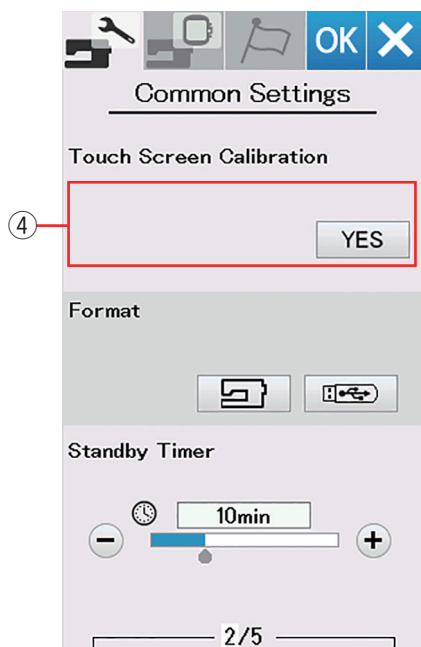 OK
Common Settings
Touch Screen Calibration
④
YES
Format
Standby Timer
10min
2/5